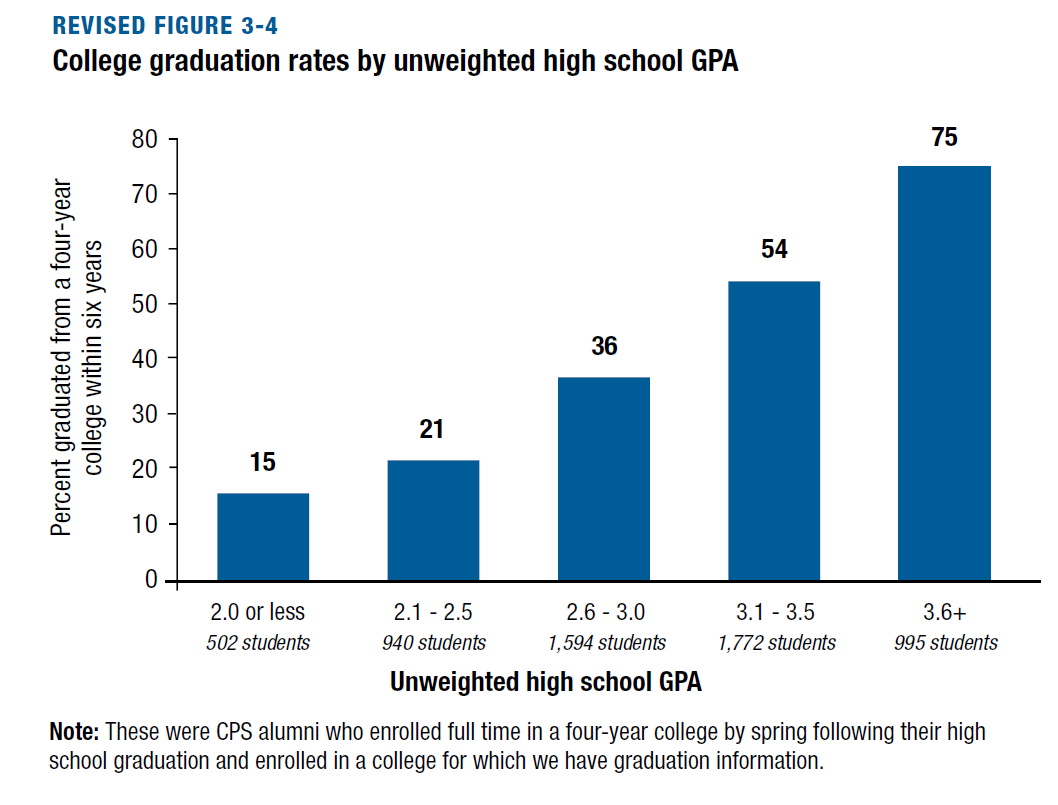 REVISED FIGURE 3-4
College graduation rates by unweighted high school GPA
Percent graduated from a four-year
college within six years
80
70
60
50
40
30
20
10
0
15
21
36
54
75
2.0 or less
2.1 - 2.5
2.6 - 3.0
3.1 - 3.5
3.6+
502 students
940 students
1,594 students
1,772 students
995 students
Unweighted high school GPA
Note: These were CPS alumni who enrolled full time in a four-year college by spring following their high
school graduation and enrolled in a college for which we have graduation information.